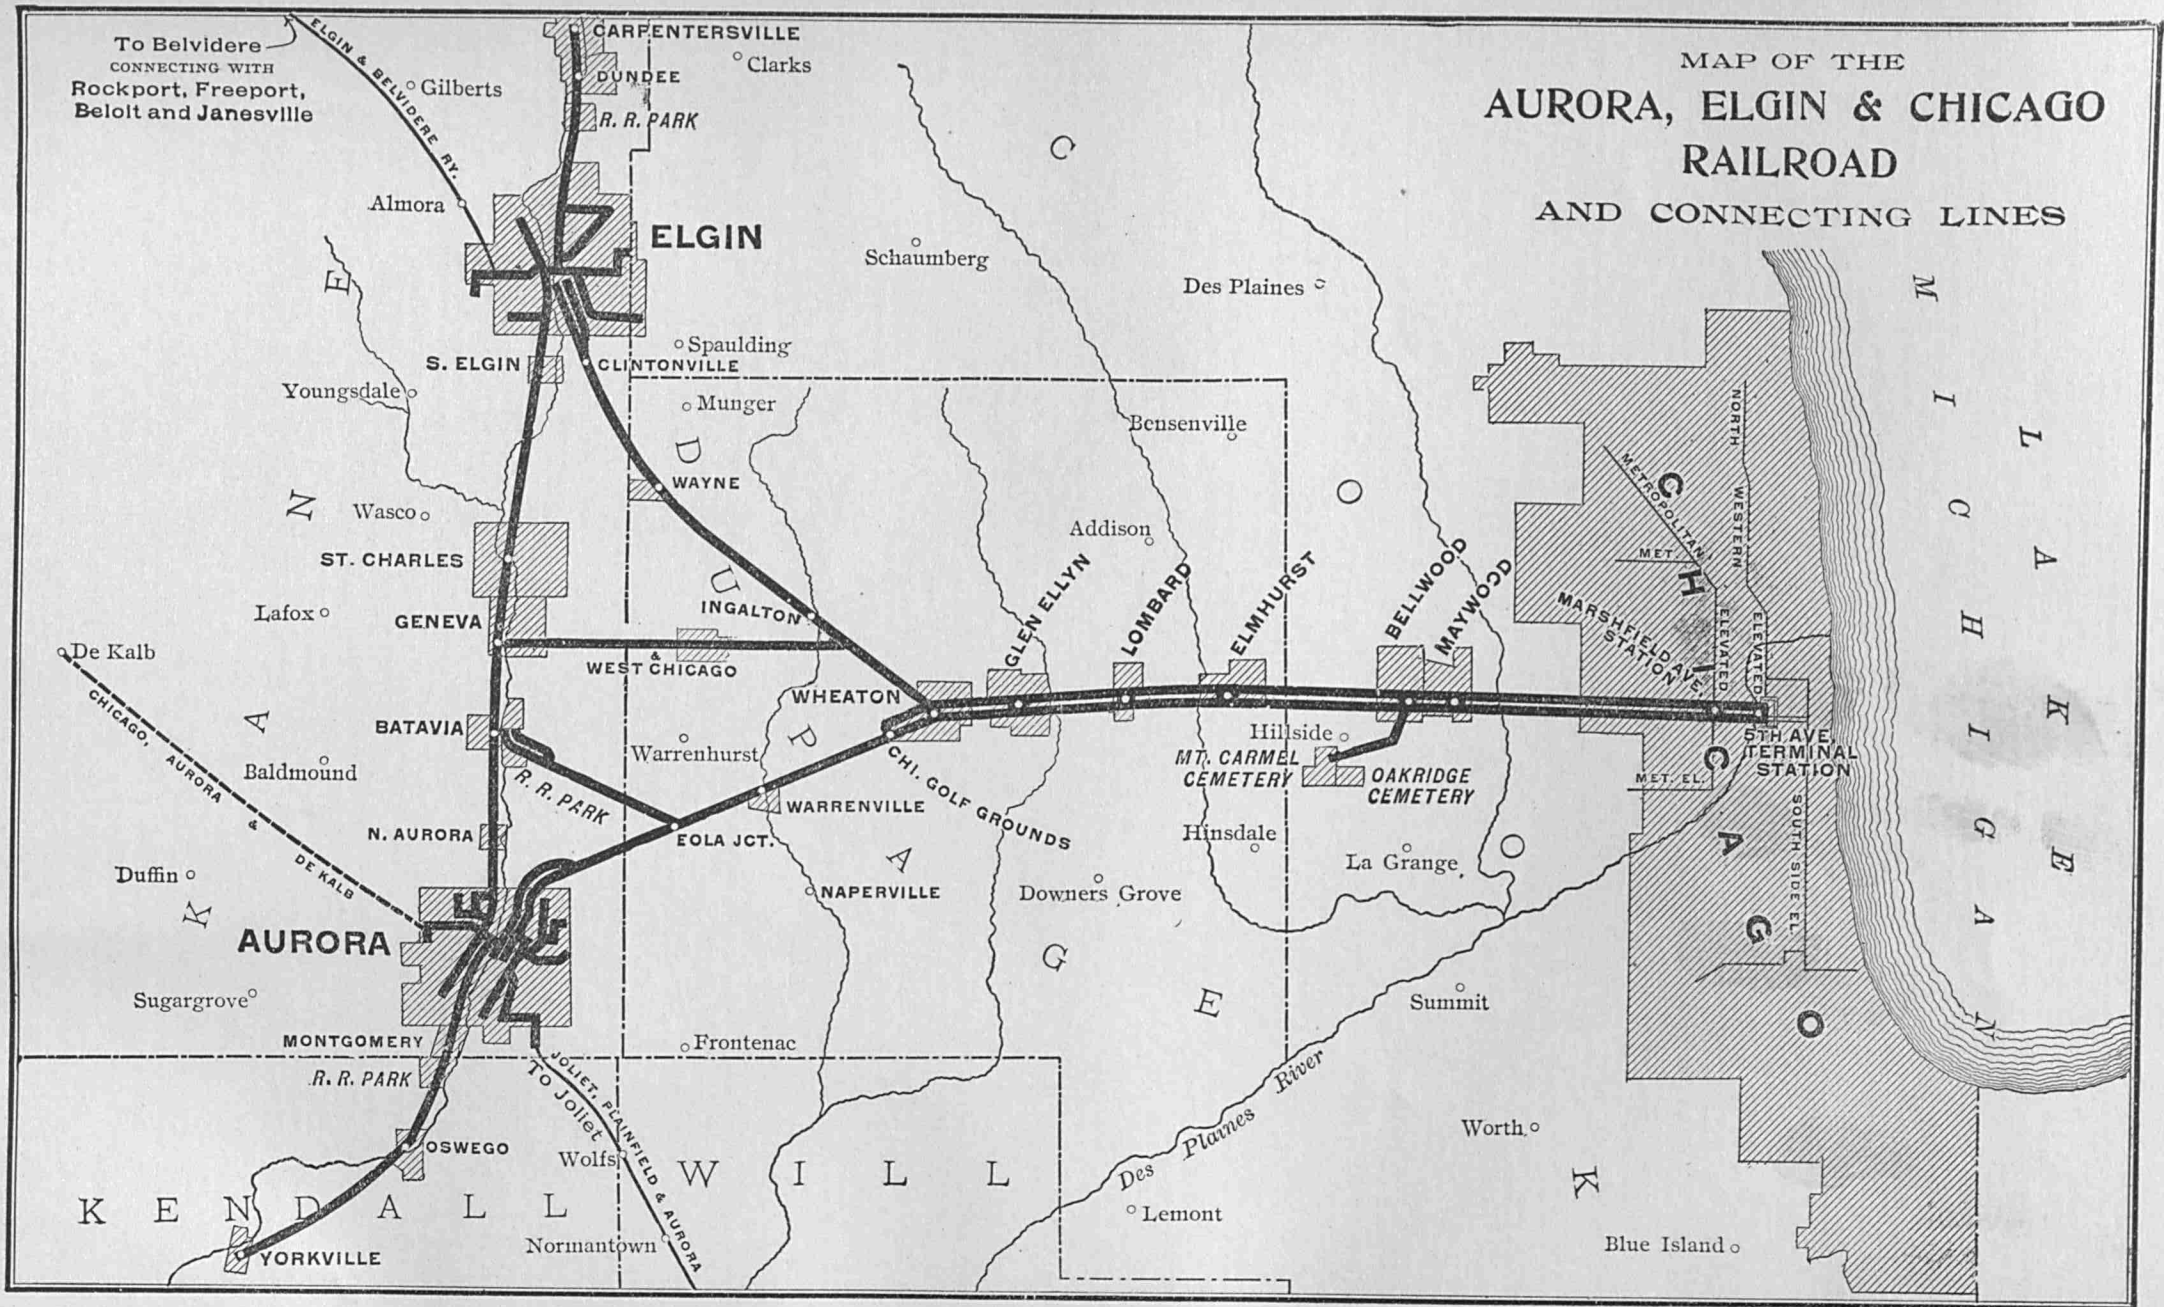 MAP OF THE
AURORA, ELGIN & CHICAGO
RAILROAD
AND CONNECTING LINES
To Belvidere
CONNECTING WITH
Rockport, Freeport,
Beloit and Janesville
ELGIN & BELVIDERE RY.
Gilberts
Almora
CARPENTERSVILLE
DUNDEE
R. R. PARK
Clarks
ELGIN
Schaumberg
Des Plaines
S. ELGIN
CLINTONVILLE
Spaulding
Youngsdale
Munger
Bensenville
WAYNE
Wasco
Addison
ST. CHARLES
INGALTON
Lafox
GENEVA
WEST CHICAGO
&
De Kalb
CHICAGO,
AURORA
&
DE KALB
WHEATON
GLEN ELLYN
LOMBARD
ELMHURST
BELLWOOD
MAYWOOD
BATAVIA
R. R. PARK
Warrenhurst
CHI. GOLF GROUNDS
Hillside
MT. CARMEL
CEMETERY
OAKRIDGE
CEMETERY
Baldmound
WARRENVILLE
N. AURORA
EOLA JCT.
Hinsdale
La Grange
Duffin
NAPERVILLE
Downers Grove
AURORA
Sugargrove
Summit
MONTGOMERY
Frontenac
R. R. PARK
JOLIET, PLAINFIELD & AURORA
To Joliet
OSWEGO
Wolfs
Normantown
YORKVILLE
Des Plaines River
Lemont
Worth
Blue Island
KANE
DU PAGE
COOK
KENDALL
WILL
CHICAGO
NORTH WESTERN ELEVATED
METROPOLITAN ELEVATED
MET.
MARSHFIELD AVE.
STATION
5TH AVE.
TERMINAL
STATION
MET. EL.
SOUTH SIDE EL.
LAKE
MICHIGAN